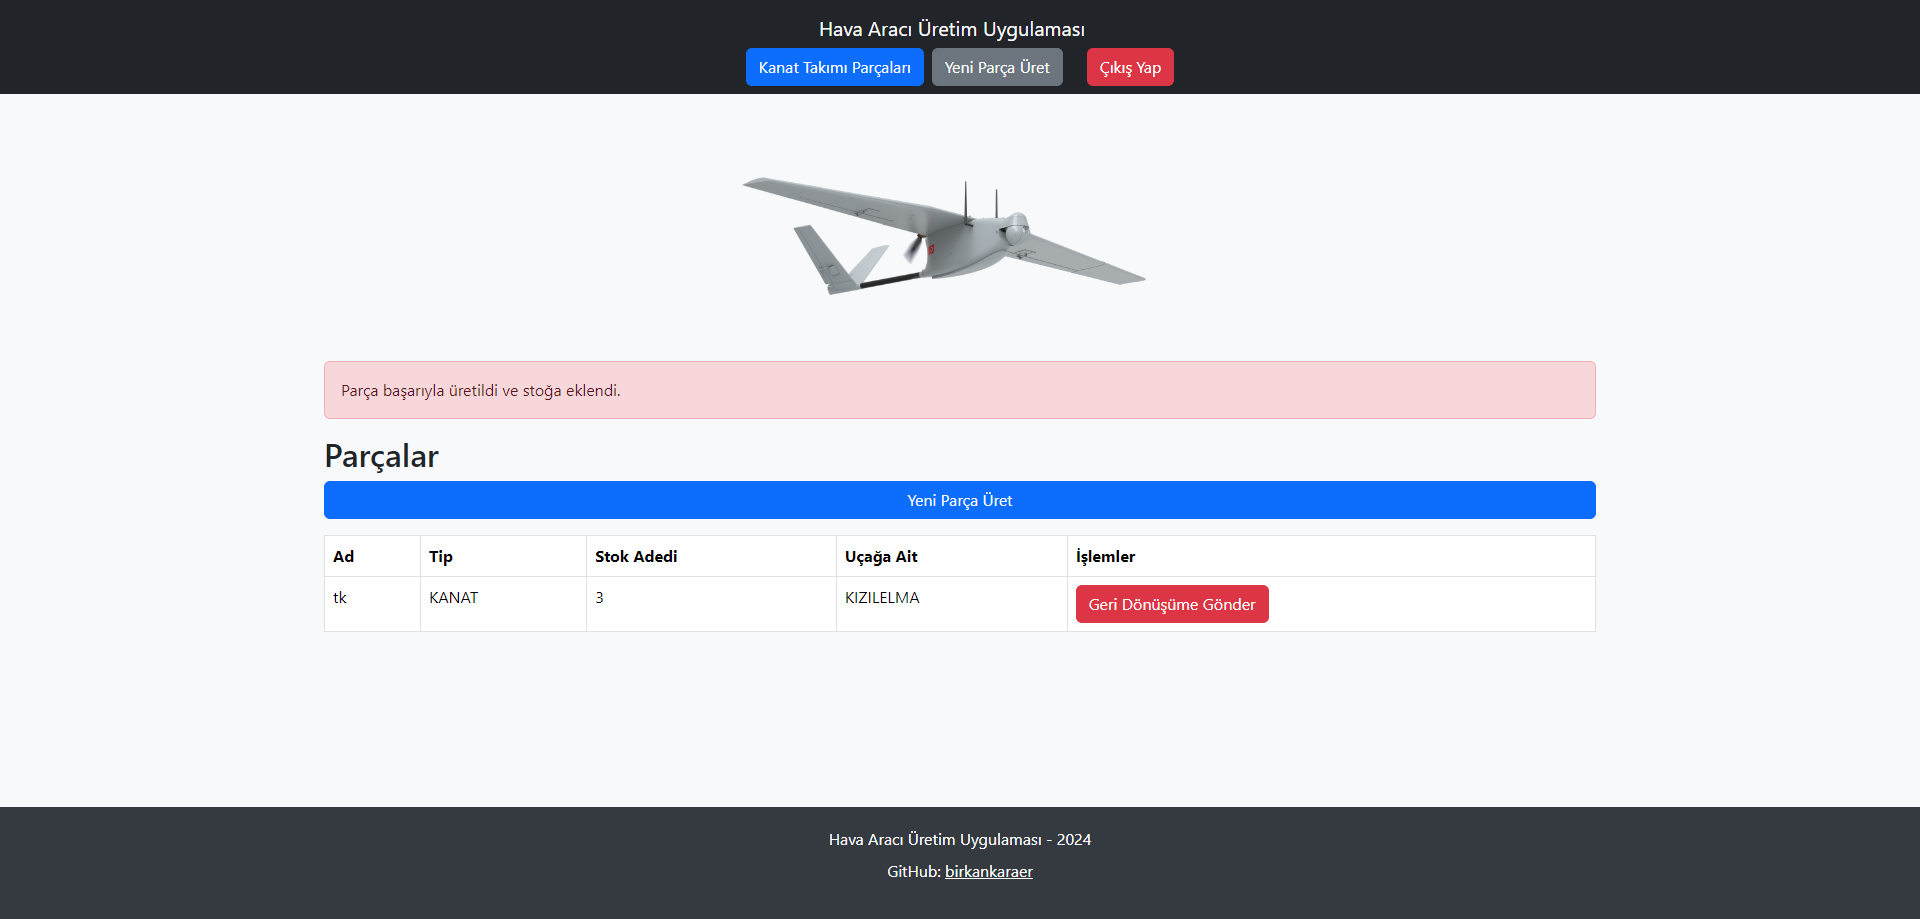 Hava Aracı Üretim Uygulaması
Kanat Takımı Parçaları Yeni Parça Üret Çıkış Yap
Parça başarıyla üretildi ve stoğa eklendi.
Parçalar
Yeni Parça Üret
Ad Tip Stok Adedi Uçağa Ait İşlemler
tk KANAT 3 KIZILELMA Geri Dönüşüme Gönder
Hava Aracı Üretim Uygulaması - 2024
GitHub: birkankaraer